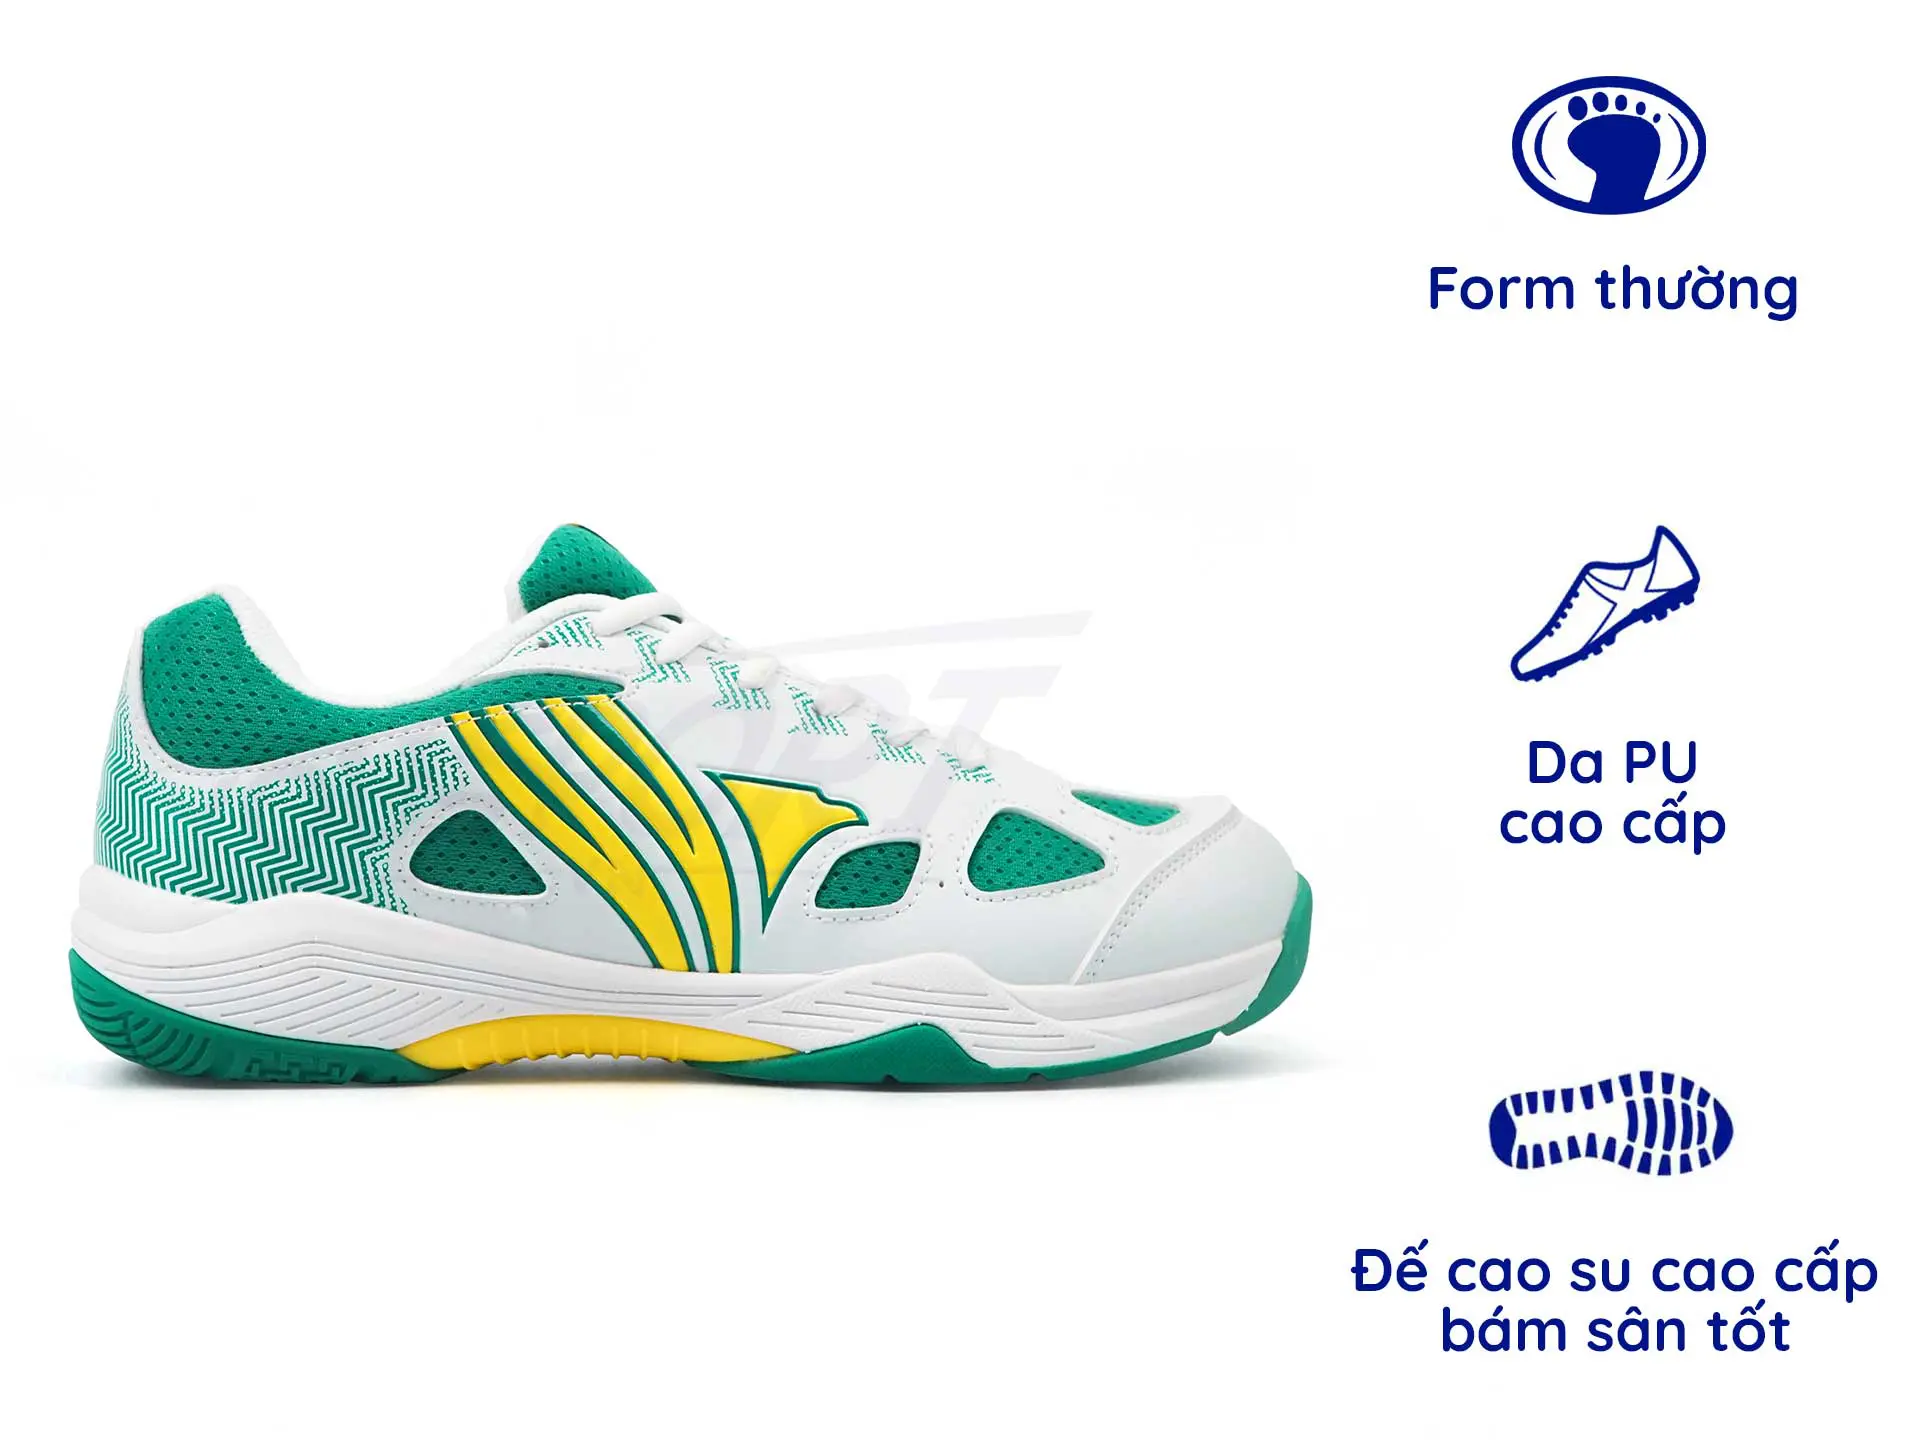 Form thường
Da PU
cao cấp
Đế cao su cao cấp
bám sân tốt